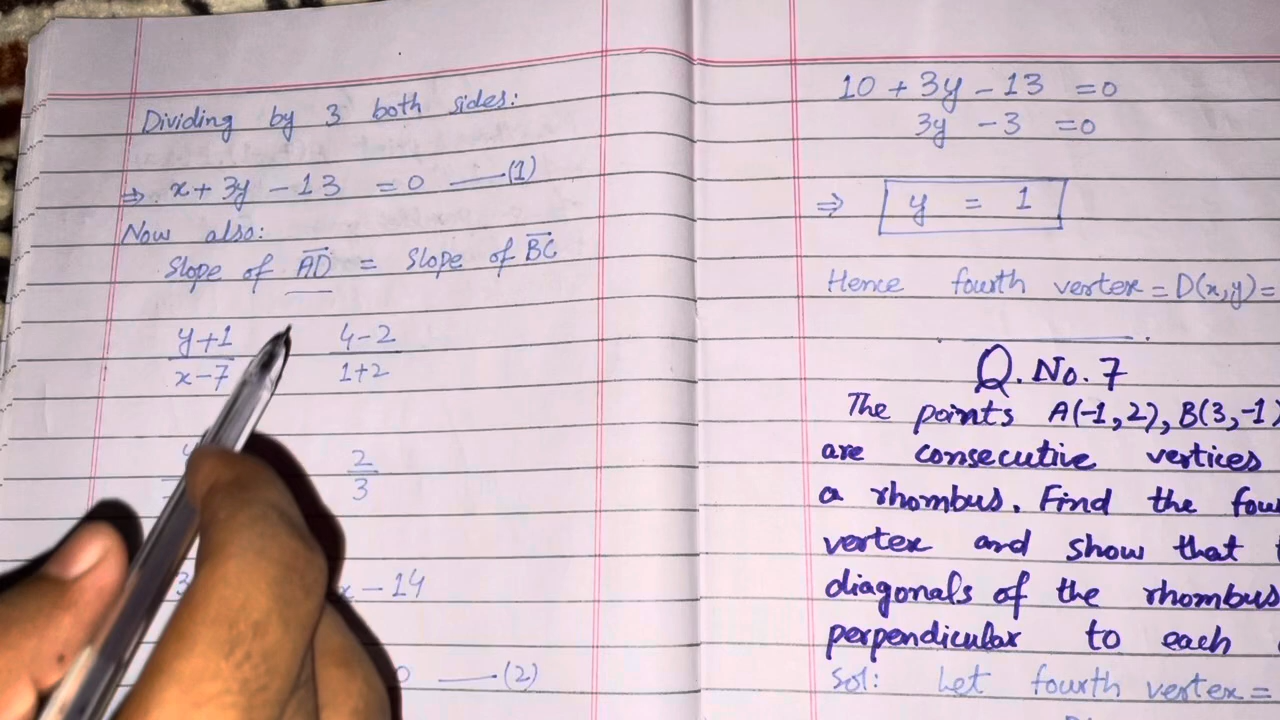 Dividing by 3 both sides:
⇒ x + 3y - 13 = 0 —(1)
Now also:
Slope of AD = Slope of BC
y+1 / x-7 4-2 / 1+2
2 / 3
x - 14
0 —(2)
10 + 3y - 13 = 0
3y - 3 = 0
⇒ y = 1
Hence fourth vertex = D(x,y) =
Q. No. 7
The points A(-1,2), B(3,-1)
are consecutive vertices
a rhombus. Find the
vertex and show that
diagonals of the rhombus
perpendicular to each
Sol: Let fourth vertex =